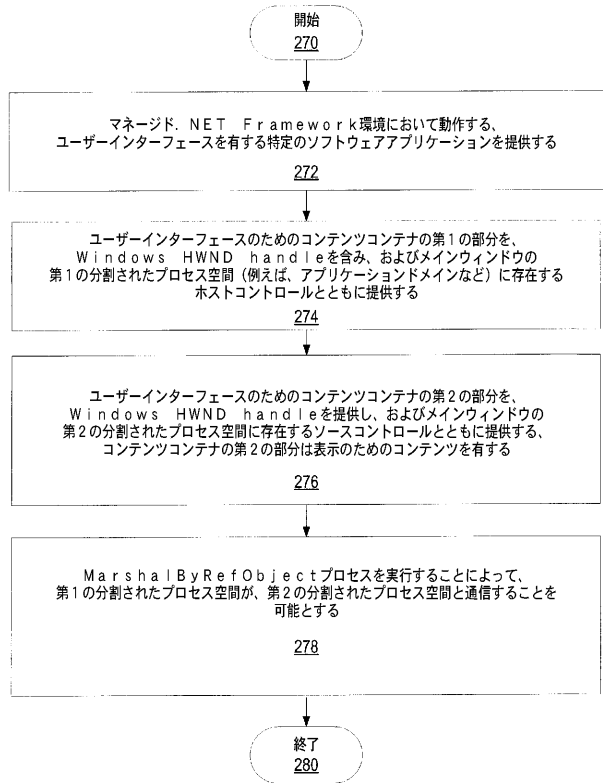 開始
270
マネージド．ＮＥＴ　Ｆｒａｍｅｗｏｒｋ環境において動作する、
ユーザーインターフェースを有する特定のソフトウェアアプリケーションを提供する
272
ユーザーインターフェースのためのコンテンツコンテナの第１の部分を、
Ｗｉｎｄｏｗｓ　ＨＷＮＤ　ｈａｎｄｌｅを含み、およびメインウィンドウの
第１の分割されたプロセス空間（例えば、アプリケーションドメインなど）に存在する
ホストコントロールとともに提供する
274
ユーザーインターフェースのためのコンテンツコンテナの第２の部分を、
Ｗｉｎｄｏｗｓ　ＨＷＮＤ　ｈａｎｄｌｅを提供し、およびメインウィンドウの
第２の分割されたプロセス空間に存在するソースコントロールとともに提供する、
コンテンツコンテナの第２の部分は表示のためのコンテンツを有する
276
ＭａｒｓｈａｌＢｙＲｅｆＯｂｊｅｃｔプロセスを実行することによって、
第１の分割されたプロセス空間が、第２の分割されたプロセス空間と通信することを
可能とする
278
終了
280